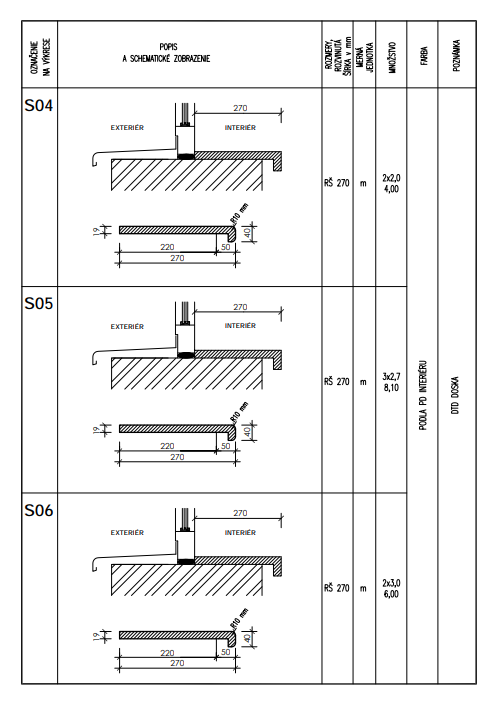 OZNAČENIE
NA VÝKRESE
POPIS
A SCHEMATICKÉ ZOBRAZENIE
ROZMERY,
ROZVINUTÁ
ŠÍRKA v mm
MERNÁ
JEDNOTKA
MNOŽSTVO
FARBA
POZNÁMKA
S04
270
EXTERIÉR
INTERIÉR
R10 mm
19
40
220
50
270
RŠ 270
m
2x2,0
4,00
S05
270
EXTERIÉR
INTERIÉR
R10 mm
19
40
220
50
270
RŠ 270
m
3x2,7
8,10
PODĽA PD INTERIÉRU
DTD DOSKA
S06
270
EXTERIÉR
INTERIÉR
R10 mm
19
40
220
50
270
RŠ 270
m
2x3,0
6,00